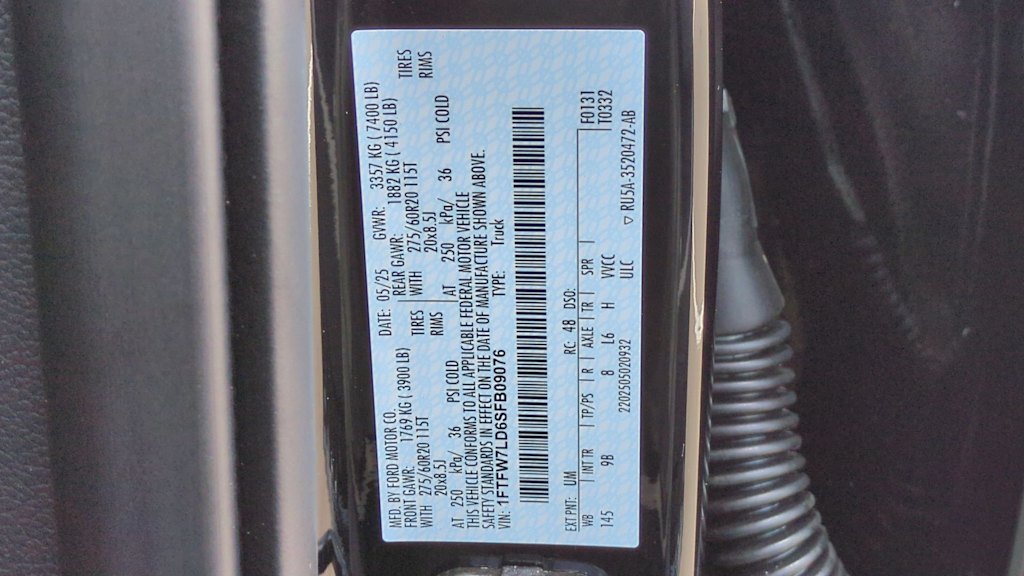 MFD. BY FORD MOTOR CO.
DATE: 05/25 GVWR: 3357 KG ( 7400 LB)
FRONT GAWR: 1769 KG ( 3900 LB) REAR GAWR: 1882 KG ( 4150 LB)
WITH 275/60R20 115T TIRES WITH 275/60R20 115T TIRES
20x8.5J RIMS 20x8.5J RIMS
AT 250 kPa/ 36 PSI COLD AT 250 kPa/ 36 PSI COLD
THIS VEHICLE CONFORMS TO ALL APPLICABLE FEDERAL MOTOR VEHICLE
SAFETY STANDARDS IN EFFECT ON THE DATE OF MANUFACTURE SHOWN ABOVE.
VIN: 1FTFW7LD6SFB09076 TYPE: Truck
EXT PNT: UM RC: 48 DSO: F0131
WB INT TR TP/PS R AXLE TR SPR T0332
145 9B 8 L6 H VVCC
2202505020932 ULC ▽ RU5A-3520472-AB